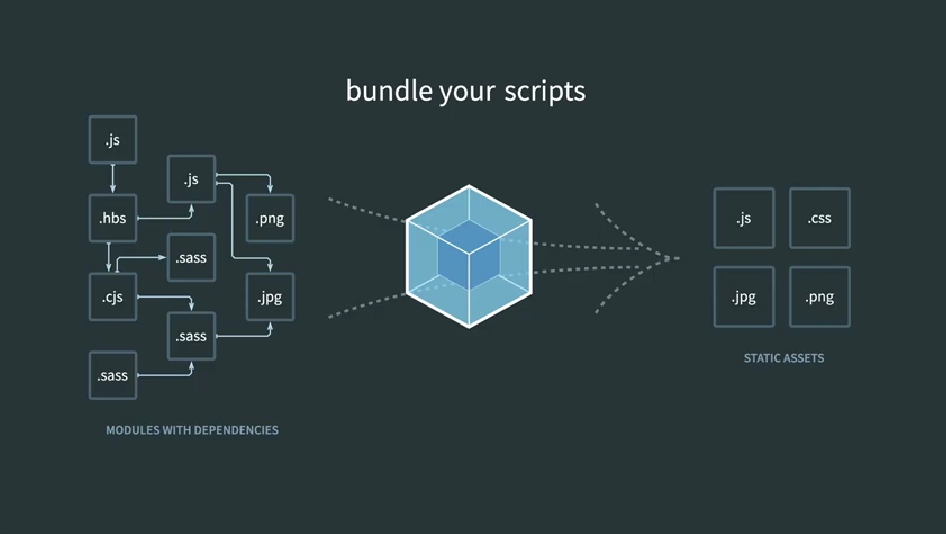 bundle your scripts
.js
.js
.hbs
.png
.sass
.cjs
.jpg
.sass
.sass
MODULES WITH DEPENDENCIES
.js
.css
.jpg
.png
STATIC ASSETS